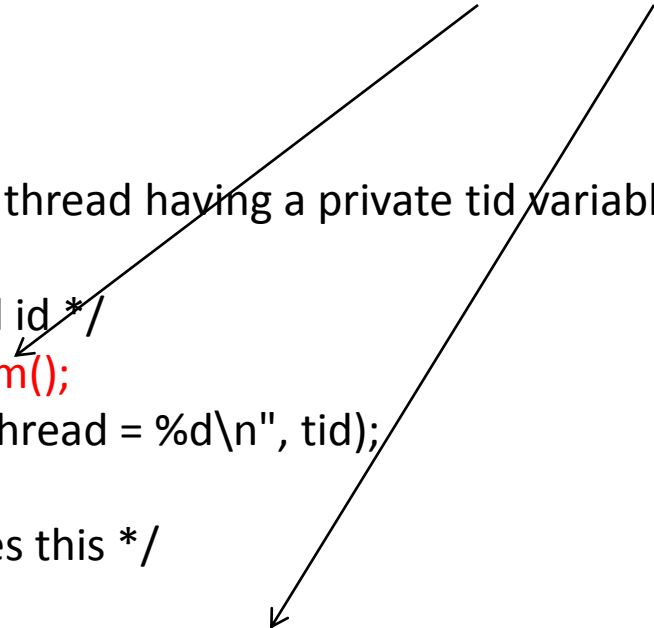 thread having a private tid variabl
id */
m();
hread = %d\n", tid);
es this */